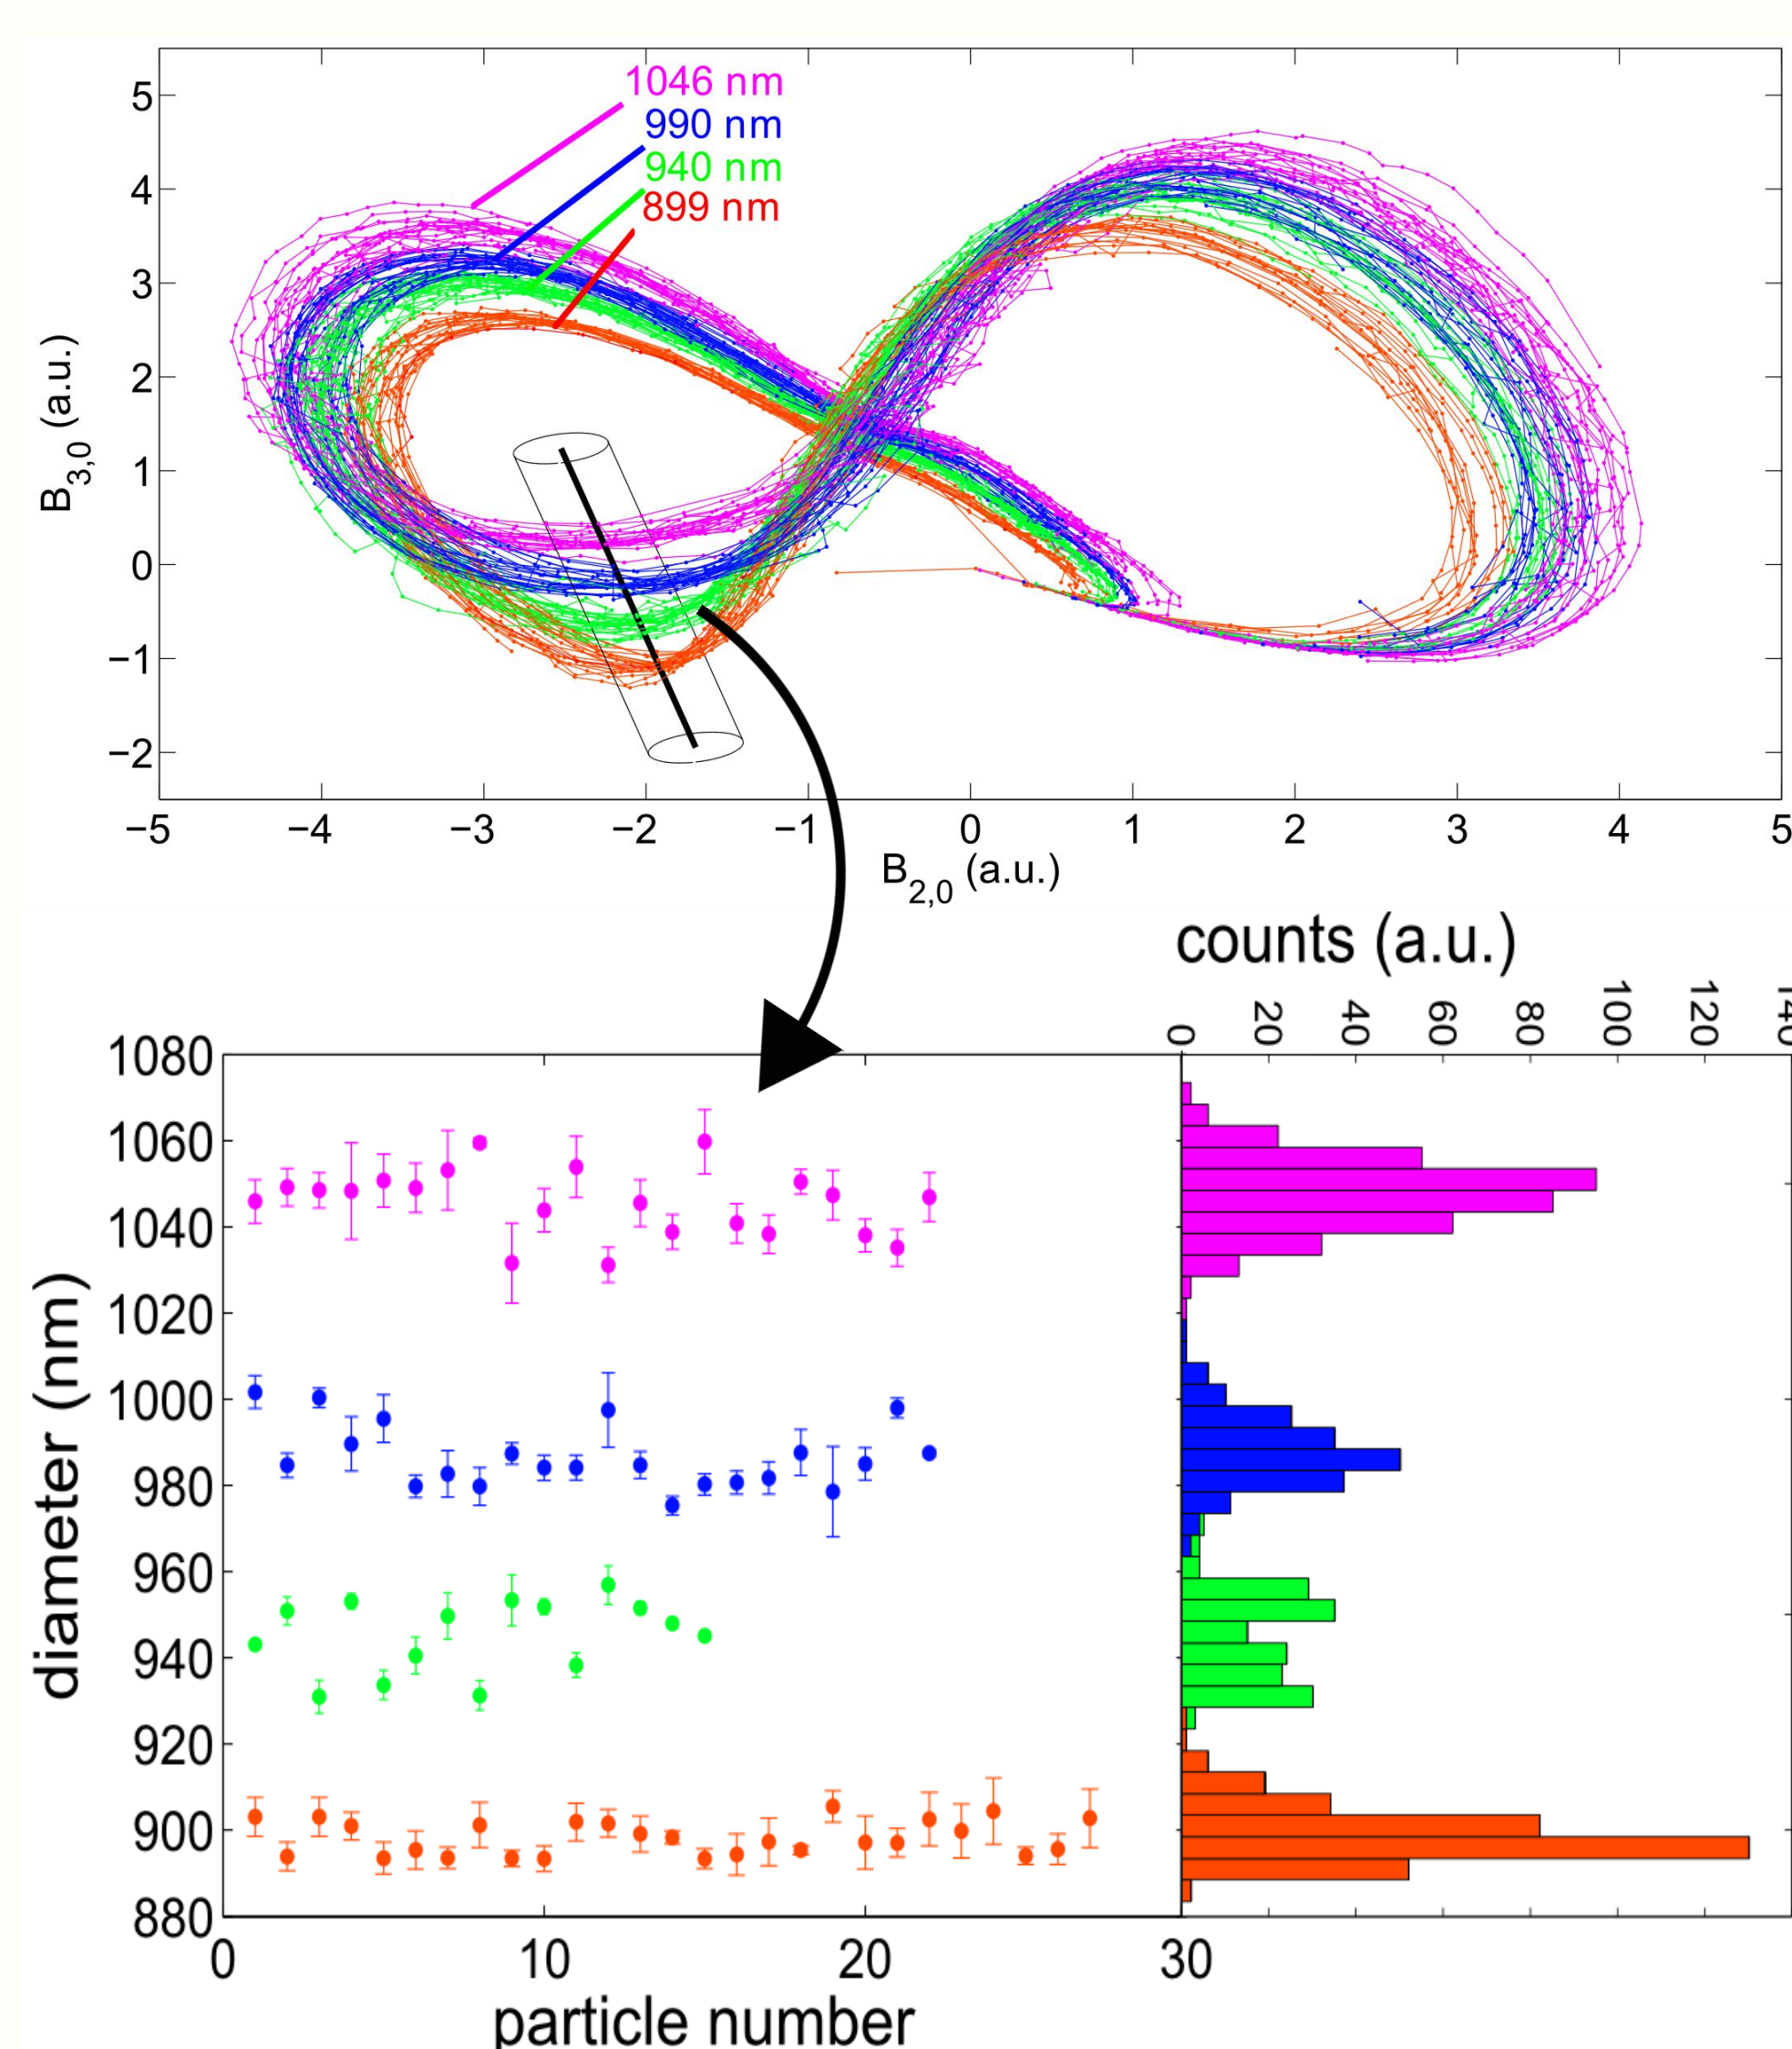 1046 nm
990 nm
940 nm
899 nm
B3,0 (a.u.)
5
4
3
2
1
0
−1
−2
−5 −4 −3 −2 −1 0 1 2 3 4 5
B2,0 (a.u.)
counts (a.u.)
0 20 40 60 80 100 120
diameter (nm)
1080
1060
1040
1020
1000
980
960
940
920
900
880
0 10 20 30
particle number